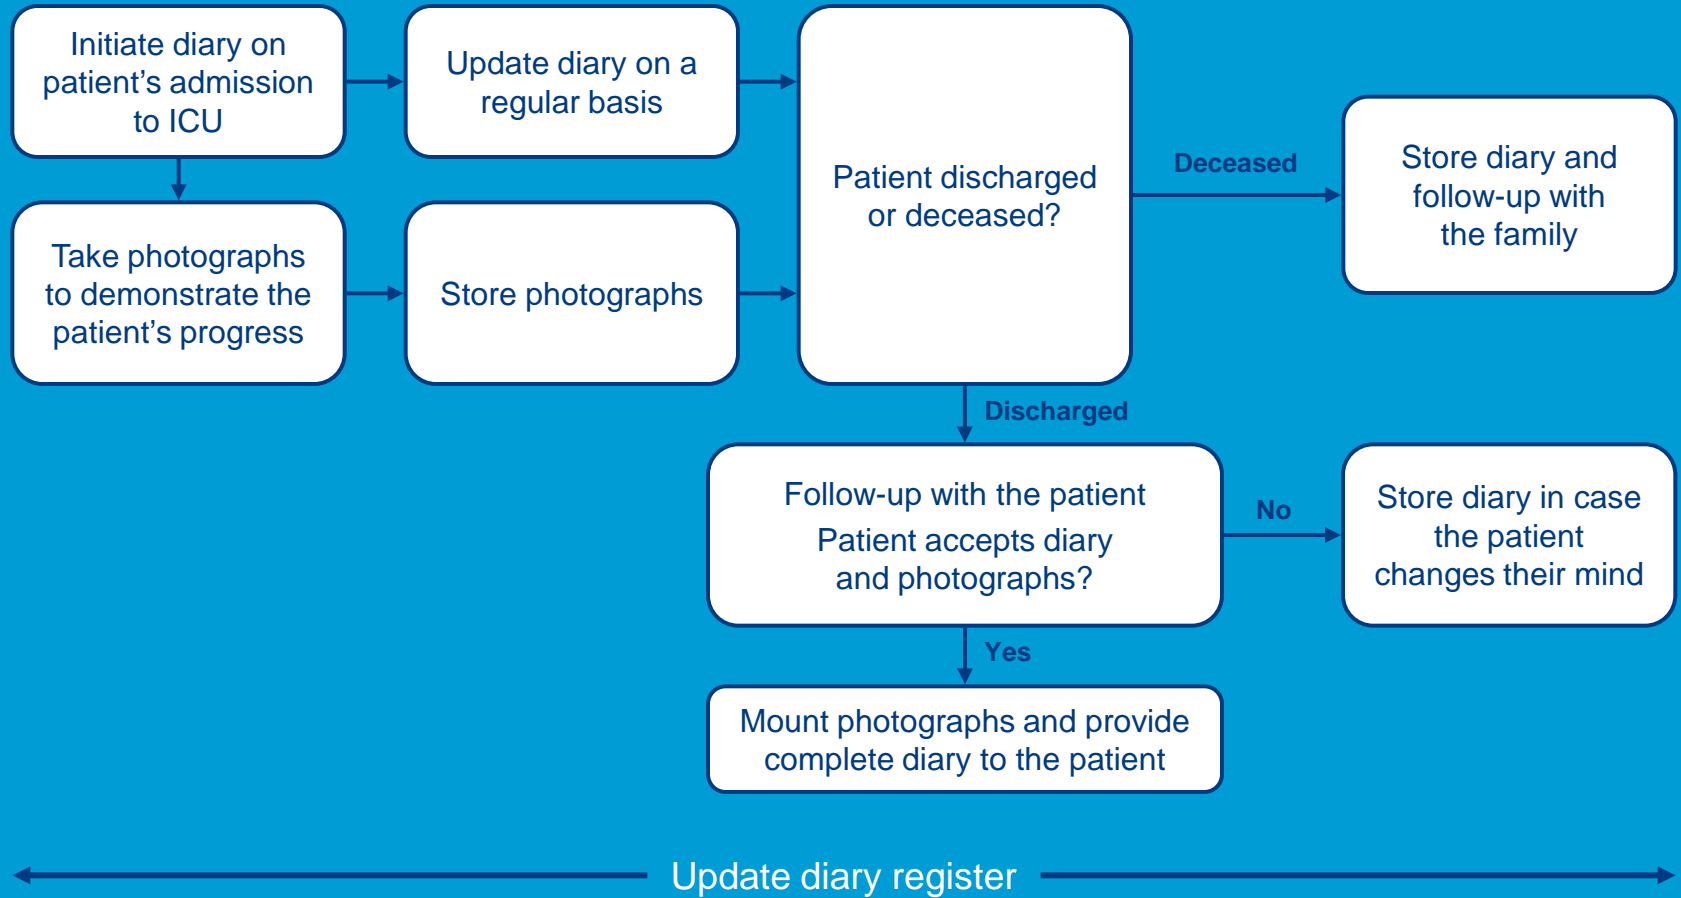 Initiate diary on
patient’s admission
to ICU
Update diary on a
regular basis
Take photographs
to demonstrate the
patient’s progress
Store photographs
Patient discharged
or deceased?
Deceased
Store diary and
follow-up with
the family
Discharged
Follow-up with the patient
Patient accepts diary
and photographs?
No
Store diary in case
the patient
changes their mind
Yes
Mount photographs and provide
complete diary to the patient
Update diary register